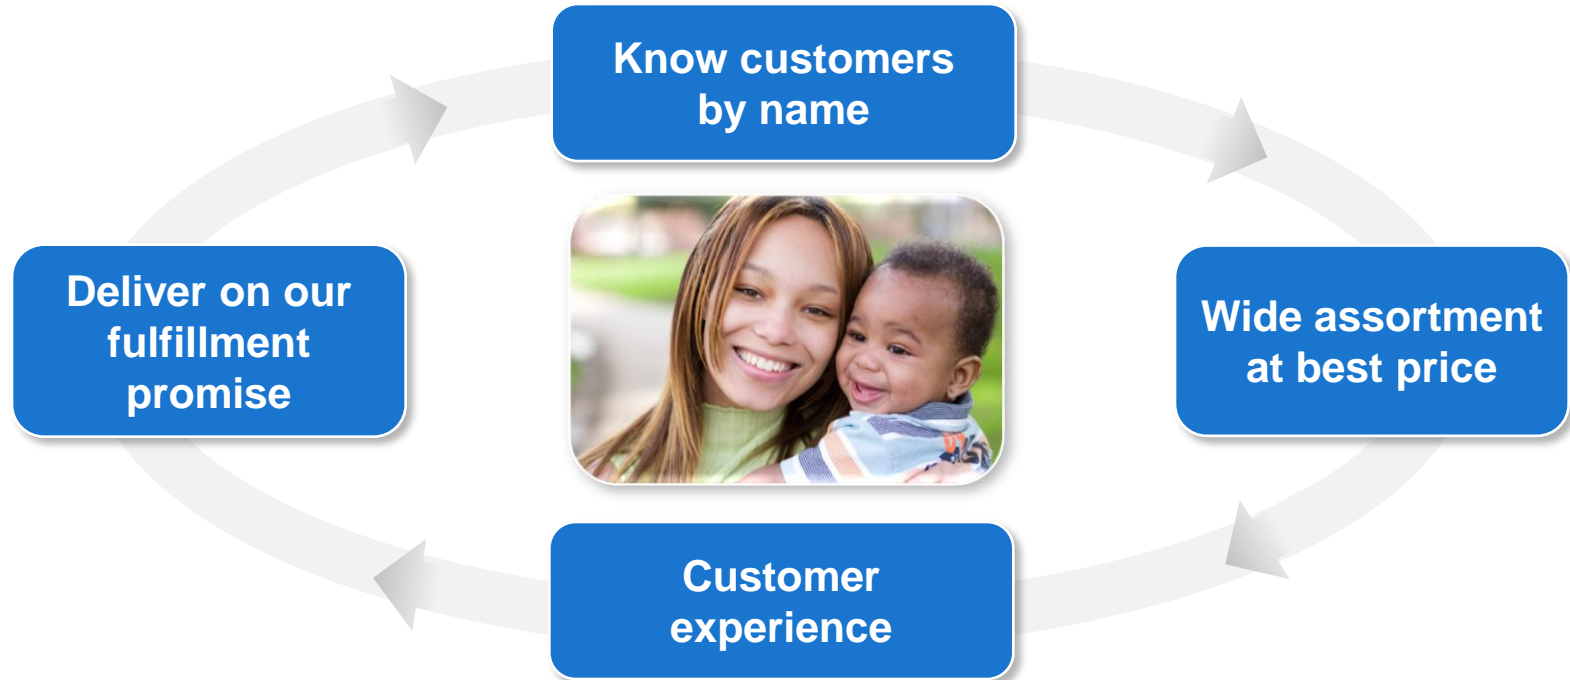 Know customers
by name
Deliver on our
fulfillment
promise
Wide assortment
at best price
Customer
experience